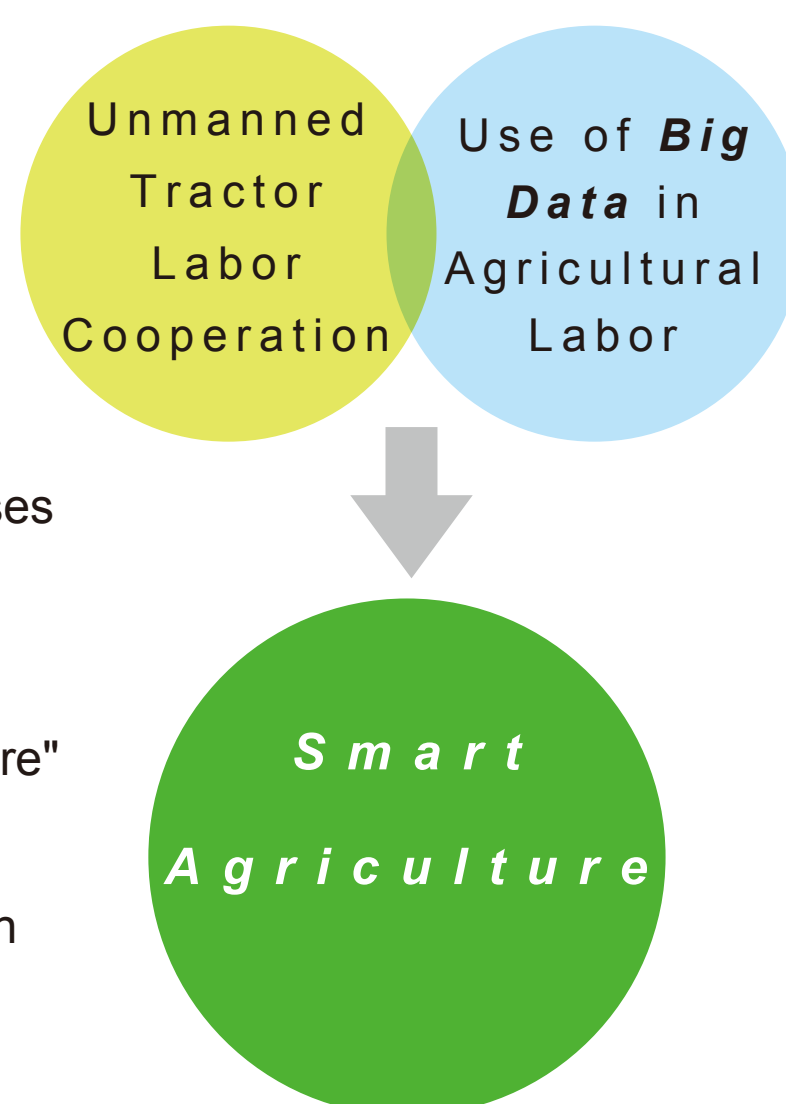 Unmanned
Tractor
Labor
Cooperation
Use of Big
Data in
Agricultural
Labor
ses
re"
n
Smart
Agriculture